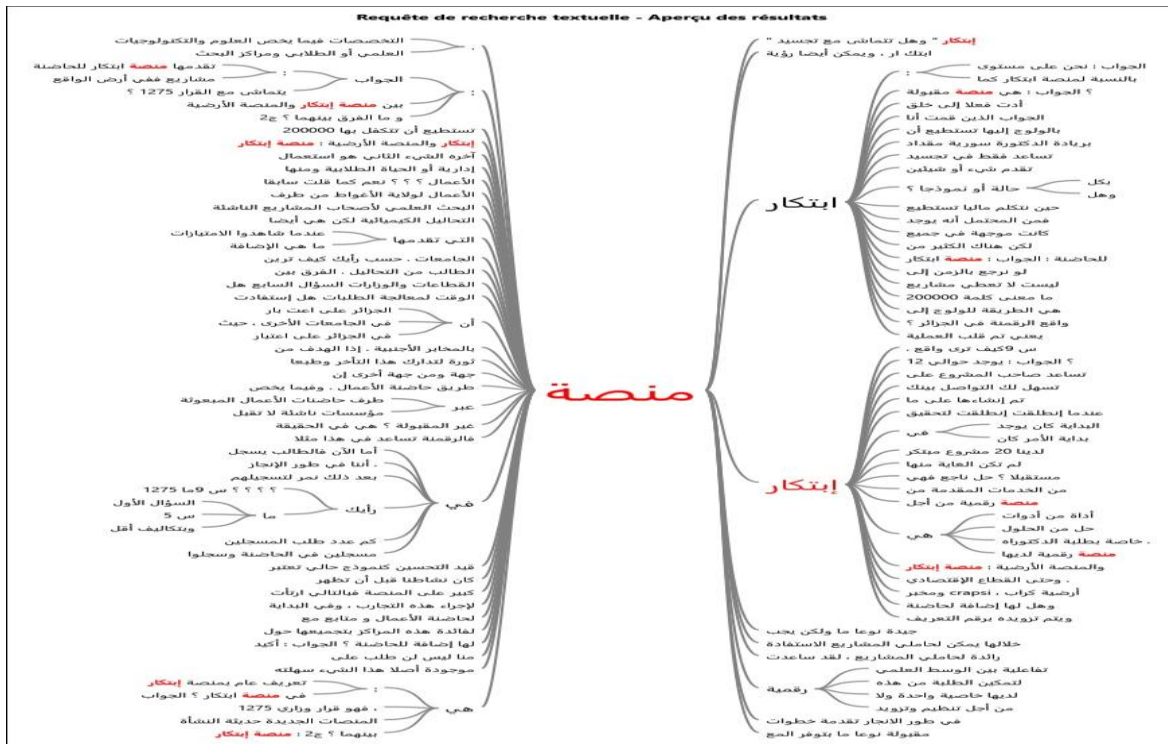 Requête de recherche textuelle - Aperçu des résultats
إبتكار " وهل تتماشى مع تجسيد "
ابتك ار ، ويمكن أيضا رؤية
الجواب : نحن على مستوى
بالنسبة لمنصة ابتكار كما
:
؟ الجواب : هي منصة مقبولة
أدت فعلا إلى خلق
الجواب الذين قمت أنا
بالولوج إليها تستطيع أن
بريادة الدكتورة سورية مقداد
تساعد فقط في تجسيد
تقدم شيء أو شيئين
بكل
وهل
حالة أو نموذجا ؟
ابتكار
حين نتكلم ماليا تستطيع
فمن المحتمل أنه يوجد
كانت موجهة في جميع
لكن هناك الكثير من
للحاضنة : الجواب : منصة ابتكار
لو نرجع بالزمن إلى
ليست لا تعطي مشاريع
ما معنى كلمة 200000
هي الطريقة للولوج إلى
واقع الرقمنة في الجزائر ؟
يعني تم قلب العملية
س 9كيف ترى واقع .
؟ الجواب : يوجد حوالي 12
تساعد صاحب المشروع على
تسهل لك التواصل بينك
تم إنشاءها على ما
عندما إنطلقت إنطلقت لتحقيق
البداية كان يوجد
بداية الأمر كان
في
لدينا 20 مشروع مبتكر
لم تكن الغاية منها
إبتكار
مستقبلا ؟ حل ناجع فهي
من الخدمات المقدمة من
منصة رقمية من أجل
أداة من أدوات
حل من الحلول
. خاصة بطلبة الدكتوراه
منصة رقمية لديها
هي
والمنصة الأرضية : منصة إبتكار
. وحتى القطاع الإقتصادي
أرضية كراب ، crapsi ومخبر
وهل لها إضافة لحاضنة
ويتم تزويده برقم التعريف
جيدة نوعا ما ولكن يجب
خلالها يمكن لحاملي المشاريع الاستفادة
رائدة لحاملي المشاريع ، لقد ساعدت
تفاعلية بين الوسط العلمي
لتمكين الطلبة من هذه
لديها خاصية واحدة ولا
من أجل تنظيم وتزويد
رقمية
في طور الانجاز تقدمة خطوات
مقبولة نوعا ما بتوفر المع
منصة
التخصصات فيما يخص العلوم والتكنولوجيات
العلمي أو الطلابي ومراكز البحث
.
تقدمها منصة ابتكار للحاضنة
مشاريع ففي أرض الواقع
:
الجواب
يتماشى مع القرار 1275 ؟
بين منصة إبتكار والمنصة الأرضية
و ما الفرق بينهما ؟ ج2
:
تستطيع أن تتكفل بها 200000
إبتكار والمنصة الأرضية : منصة إبتكار
آخره الشيء الثاني هو استعمال
إدارية أو الحياة الطلابية ومنها
الأعمال ؟ ؟ ؟ نعم كما قلت سابقا
الأعمال لولاية الأغواط من طرف
البحث العلمي لأصحاب المشاريع الناشئة
التحاليل الكيميائية لكن هي أيضا
عندما شاهدوا الامتيازات
ما هي الإضافة
التي تقدمها
الجامعات . حسب رأيك كيف ترين
الطالب من التحاليل . الفرق بين
القطاعات والوزارات السؤال السابع هل
الوقت لمعالجة الطلبات هل إستفادت
الجزائر على اعت بار
في الجامعات الأخرى ، حيث
في الجزائر على اعتبار
أن
بالمخابر الأجنبية . إذا الهدف من
ثورة لتدارك هذا التأخر وطبعا
جهة ومن جهة أخرى إن
طريق حاضنة الأعمال . وفيما يخص
طرف حاضنات الأعمال المبعوثة
مؤسسات ناشئة لا تقبل
عبر
غير المقبولة ؟ هي في الحقيقة
فالرقمنة تساعد في هذا مثلا
أما الآن فالطالب يسجل
. أننا في طور الإنجاز
بعد ذلك نمر لتسجيلهم
؟ ؟ ؟ ؟ س 9ما 1275
السؤال الأول
س 5
وبتكاليف أقل
ما
رأيك
في
كم عدد طلب المسجلين
مسجلين في الحاضنة وسجلوا
قيد التحسين كنموذج حالي تعتبر
كان نشاطنا قبل أن تظهر
كبير على المنصة فبالتالي ارتأت
لإجراء هذه التجارب ، وفي البداية
لحاضنة الأعمال و متابع مع
لفائدة هذه المراكز بتجميعها حول
لها إضافة للحاضنة ؟ الجواب : أكيد
منا ليس لن طلب على
موجودة أصلا هذا الشيء سهلته
تعريف عام بمنصة إبتكار
في منصة ابتكار ؟ الجواب
:
، فهو قرار وزاري 1275
المنصات الجديدة حديثة النشأة
بينهما ؟ ج2 : منصة إبتكار
هي